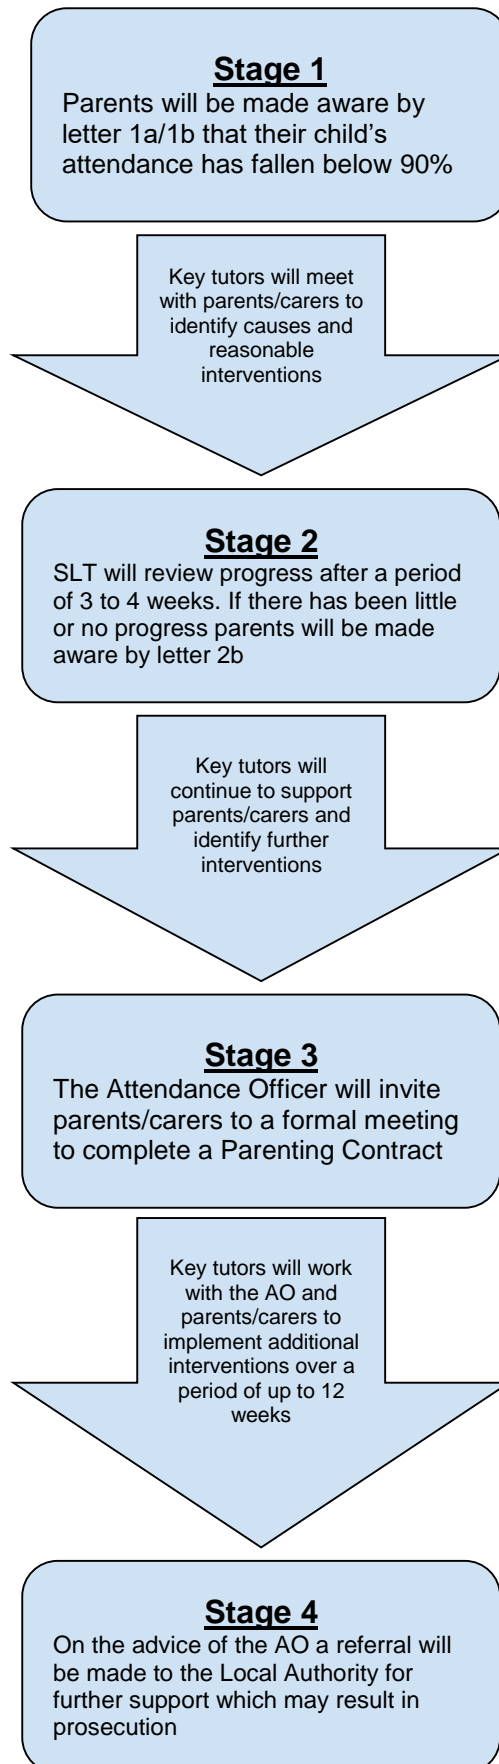 Stage 1
Parents will be made aware by
letter 1a/1b that their child’s
attendance has fallen below 90%
Key tutors will meet
with parents/carers to
identify causes and
reasonable
interventions
Stage 2
SLT will review progress after a period
of 3 to 4 weeks. If there has been little
or no progress parents will be made
aware by letter 2b
Key tutors will
continue to support
parents/carers and
identify further
interventions
Stage 3
The Attendance Officer will invite
parents/carers to a formal meeting
to complete a Parenting Contract
Key tutors will work
with the AO and
parents/carers to
implement additional
interventions over a
period of up to 12
weeks
Stage 4
On the advice of the AO a referral will
be made to the Local Authority for
further support which may result in
prosecution